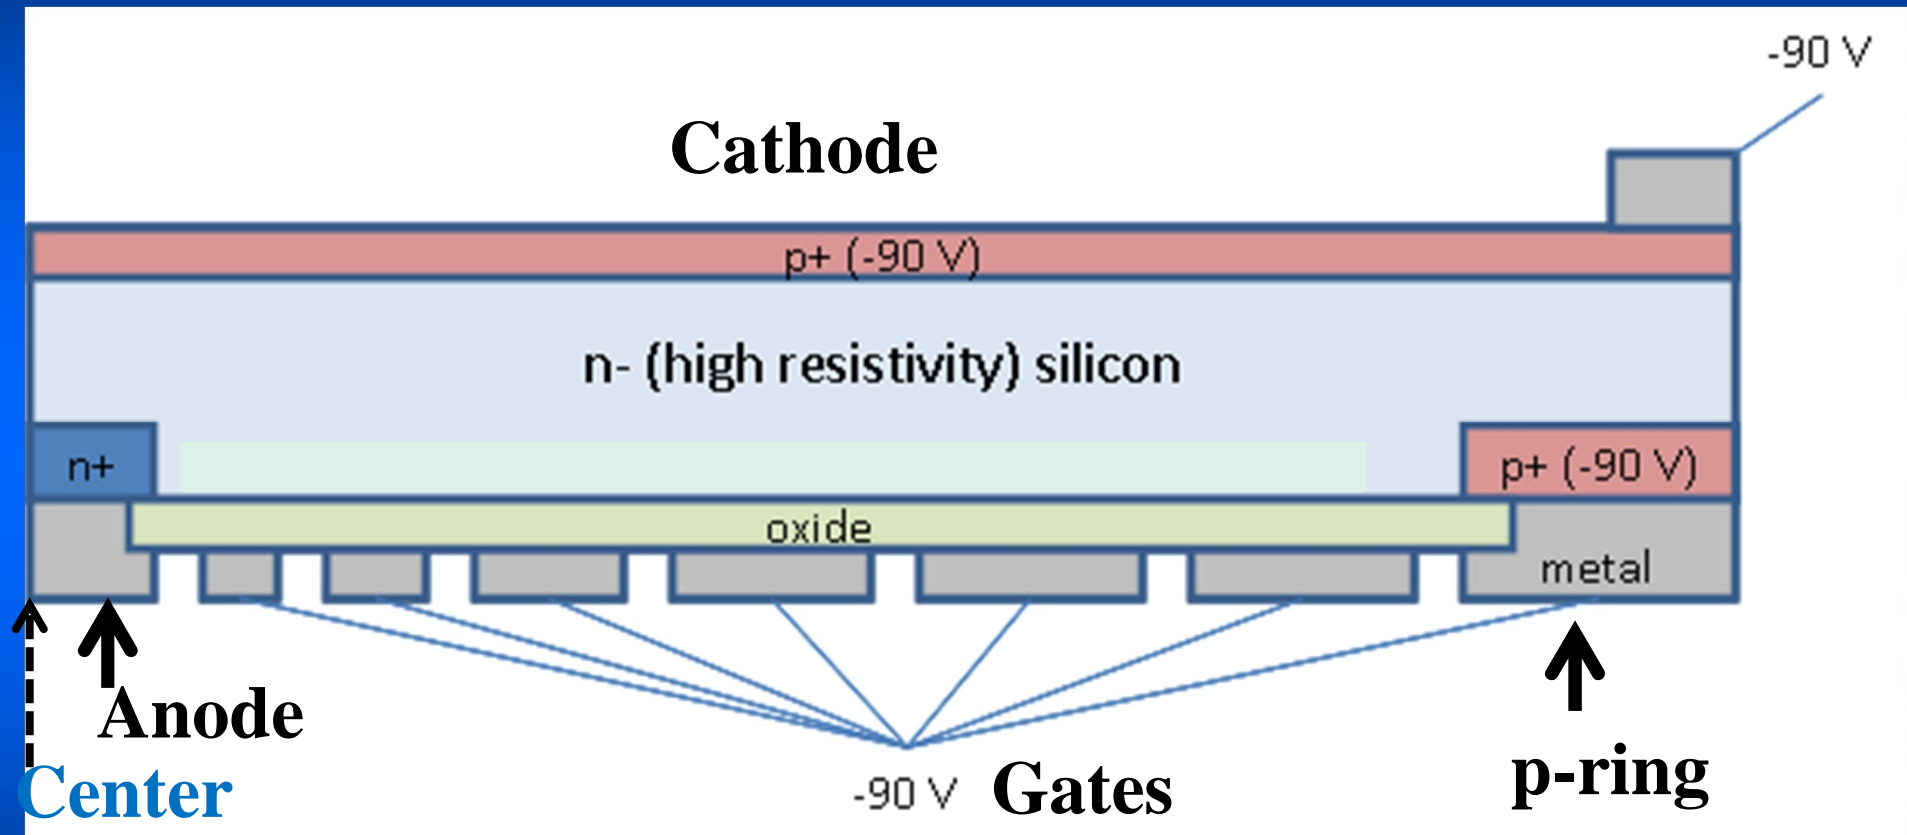 -90 V
Cathode
p+ (-90 V)
n- (high resistivity) silicon
n+
p+ (-90 V)
oxide
metal
Anode
Center
-90 V
Gates
p-ring